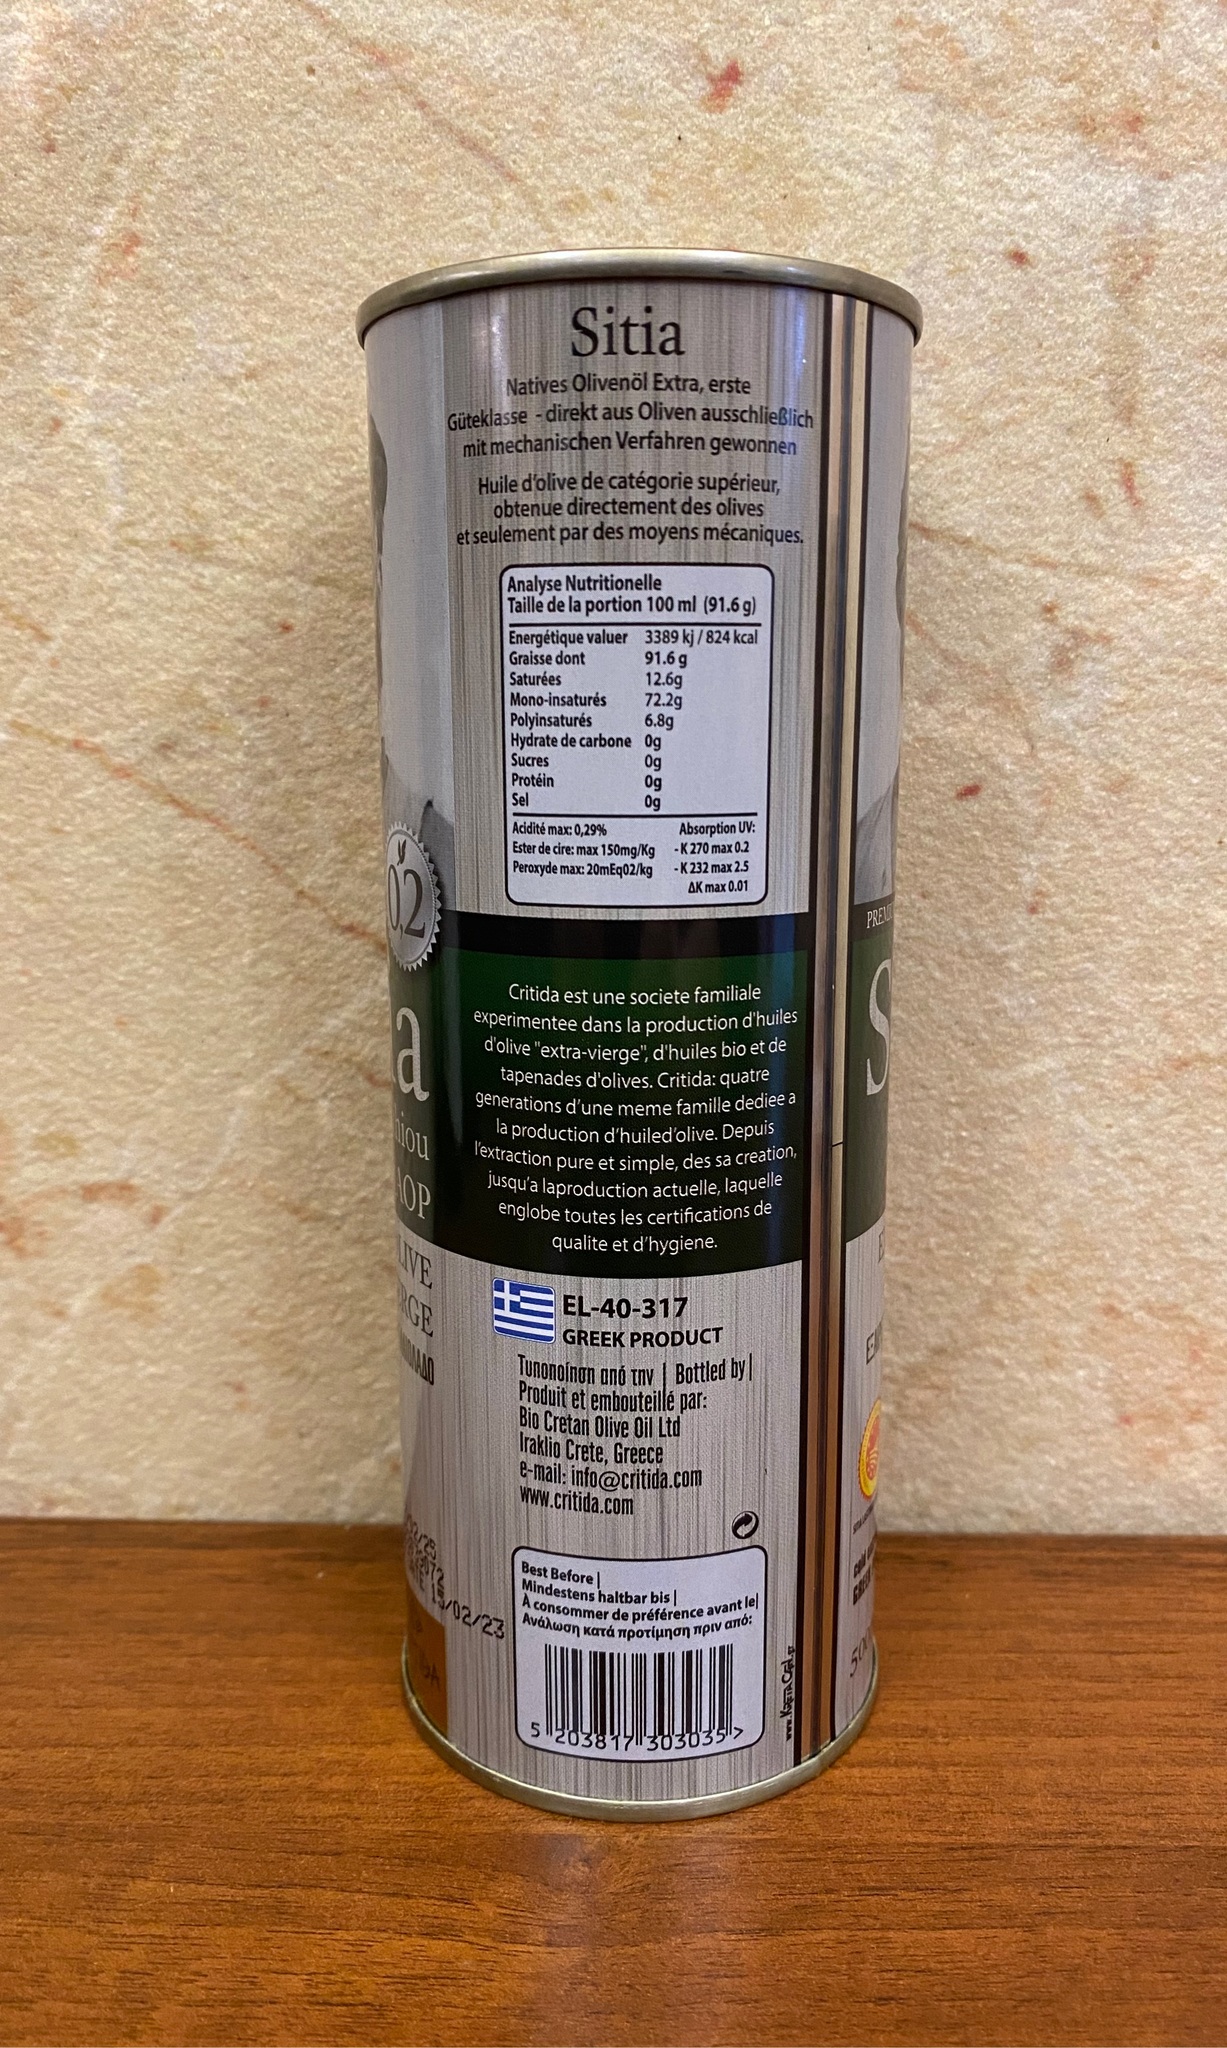 Sitia
Natives Olivenöl Extra, erste
Güteklasse - direkt aus Oliven ausschließlich
mit mechanischen Verfahren gewonnen
Huile d'olive de catégorie supérieur,
obtenue directement des olives
et seulement par des moyens mécaniques.
Analyse Nutritionelle
Taille de la portion 100 ml (91.6 g)
Energétique valuer 3389 kj / 824 kcal
Graisse dont 91.6 g
Saturées 12.6g
Mono-insaturés 72.2g
Polyinsaturés 6.8g
Hydrate de carbone 0g
Sucres 0g
Protéin 0g
Sel 0g
Acidité max: 0,29% Absorption UV:
Ester de cire: max 150mg/Kg - K 270 max 0.2
Peroxyde max: 20mEq02/kg - K 232 max 2.5
ΔK max 0.01
0.2
a
hiou
AOP
LIVE
RGE
PREMI
S
Critida est une societe familiale
experimentee dans la production d'huiles
d'olive "extra-vierge", d'huiles bio et de
tapenades d'olives. Critida: quatre
generations d'une meme famille dediee a
la production d'huiled'olive. Depuis
l'extraction pure et simple, des sa creation,
jusqu'a laproduction actuelle, laquelle
englobe toutes les certifications de
qualite et d'hygiene.
EL-40-317
GREEK PRODUCT
Τυποποίηση από την | Bottled by |
Produit et embouteillé par:
Bio Cretan Olive Oil Ltd
Iraklio Crete, Greece
e-mail: info@critida.com
www.critida.com
15/02/23
Best Before |
Mindestens haltbar bis |
À consommer de préférence avant le|
Ανάλωση κατά προτίμηση πριν από:
5 203817 303035 >
500